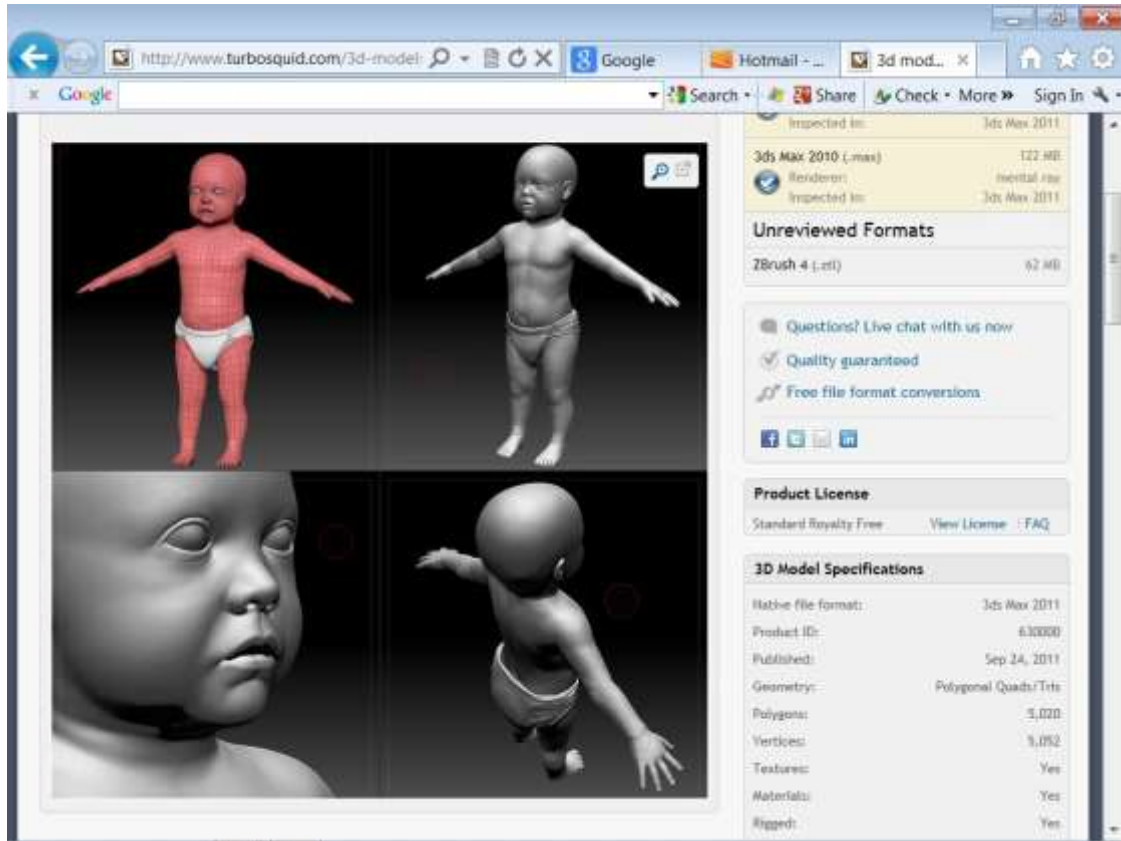 http://www.turbosquid.com/3d-model:
Google
Hotmail - ...
3d mod...
Google
Search
Share
Check
More »
Sign In
Inspected in: 3ds Max 2011
3ds Max 2010 (.max) 122 MB
Renderer: mental ray
Inspected in: 3ds Max 2011
Unreviewed Formats
ZBrush 4 (.ztl) 62 MB
Questions? Live chat with us now
Quality guaranteed
Free file format conversions
Product License
Standard Royalty Free View License FAQ
3D Model Specifications
Native file format: 3ds Max 2011
Product ID: 630000
Published: Sep 24, 2011
Geometry: Polygonal Quads/Tris
Polygons: 5,020
Vertices: 5,052
Textures: Yes
Materials: Yes
Rigged: Yes